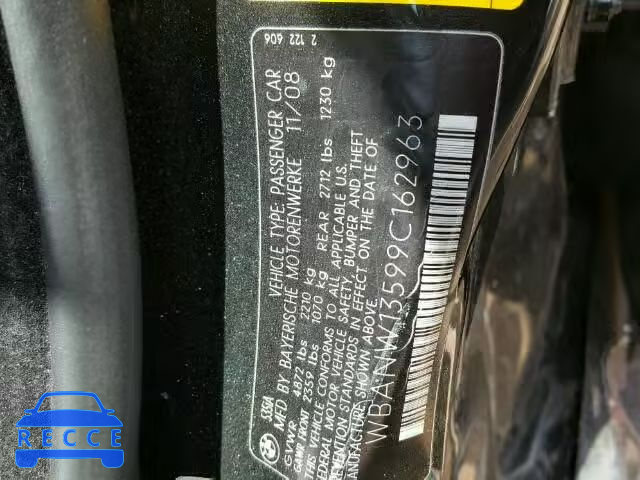 2 122 606
VEHICLE TYPE: PASSENGER CAR
MFD BY BAYERISCHE MOTORENWERKE 11/08
GVWR 4872 lbs 2210 kg
GAWR FRONT 2359 lbs 1070 kg REAR 2712 lbs 1230 kg
THIS VEHICLE CONFORMS TO ALL APPLICABLE U.S.
FEDERAL MOTOR VEHICLE SAFETY, BUMPER AND THEFT
PREVENTION STANDARDS IN EFFECT ON THE DATE OF
MANUFACTURE SHOWN ABOVE.
WBANW13599C162963
RECCE